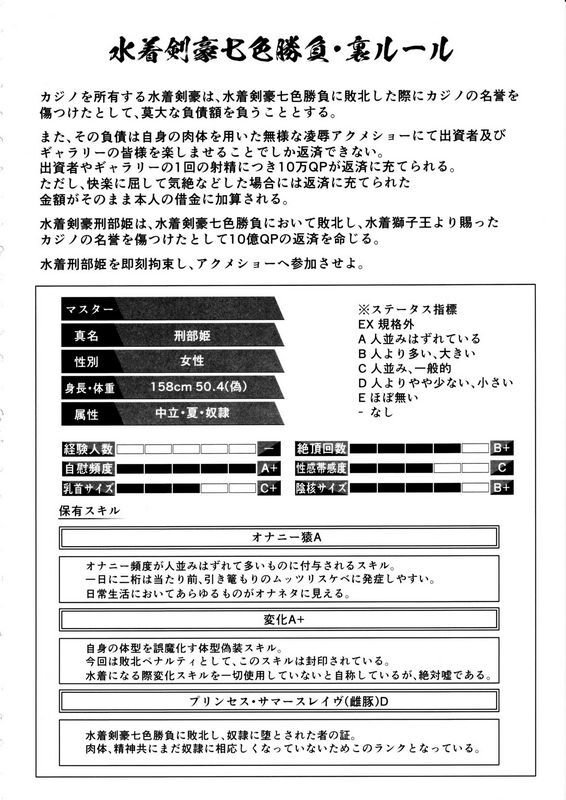 水着剣豪七色勝負・裏ルール
カジノを所有する水着剣豪は、水着剣豪七色勝負に敗北した際にカジノの名誉を
傷つけたとして、莫大な負債額を負うこととする。
また、その負債は自身の肉体を用いた無様な凌辱アクメショーにて出資者及び
ギャラリーの皆様を楽しませることでしか返済できない。
出資者やギャラリーの1回の射精につき10万QPが返済に充てられる。
ただし、快楽に屈して気絶などした場合には返済に充てられた
金額がそのまま本人の借金に加算される。
水着剣豪刑部姫は、水着剣豪七色勝負において敗北し、水着獅子王より賜った
カジノの名誉を傷つけたとして10億QPの返済を命じる。
水着刑部姫を即刻拘束し、アクメショーへ参加させよ。
マスター
真名 刑部姫
性別 女性
身長・体重 158cm 50.4(偽)
属性 中立・夏・奴隷
※ステータス指標
EX 規格外
A 人並みはずれている
B 人より多い、大きい
C 人並み、一般的
D 人よりやや少ない、小さい
E ほぼ無い
- なし
経験人数 - 絶頂回数 B+
自慰頻度 A+ 性感帯感度 C
乳首サイズ C+ 陰核サイズ B+
保有スキル
オナニー猿A
オナニー頻度が人並みはずれて多いものに付与されるスキル。
一日に二桁は当たり前、引き篭もりのムッツリスケベに発症しやすい。
日常生活においてあらゆるものがオナネタに見える。
変化A+
自身の体型を誤魔化す体型偽装スキル。
今回は敗北ペナルティとして、このスキルは封印されている。
水着になる際変化スキルを一切使用していないと自称しているが、絶対嘘である。
プリンセス・サマースレイヴ(雌豚)D
水着剣豪七色勝負に敗北し、奴隷に堕とされた者の証。
肉体、精神共にまだ奴隷に相応しくなっていないためこのランクとなっている。